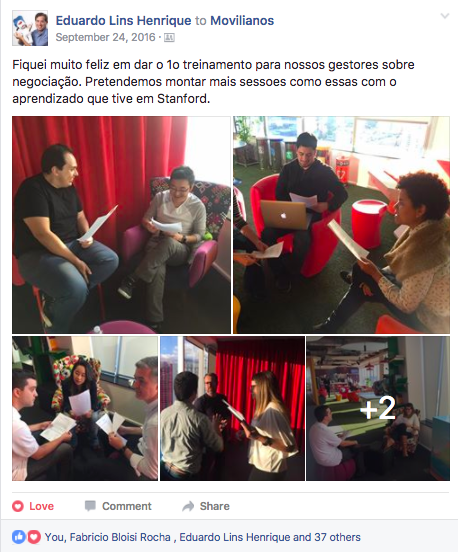 Eduardo Lins Henrique to Movilianos
September 24, 2016 ·
Fiquei muito feliz em dar o 1o treinamento para nossos gestores sobre
negociação. Pretendemos montar mais sessoes como essas com o
aprendizado que tive em Stanford.
+2
Love Comment Share
You, Fabricio Bloisi Rocha , Eduardo Lins Henrique and 37 others